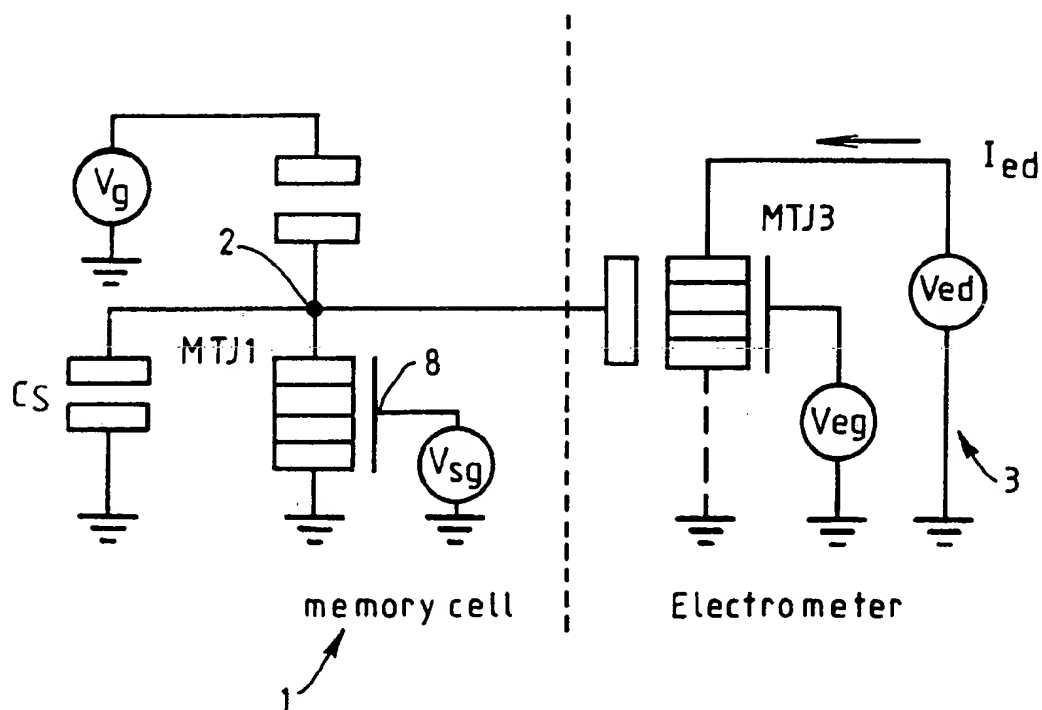 Vg
2
MTJ1
CS
8
Vsg
Ied
MTJ3
Ved
Veg
3
memory cell
Electrometer
1